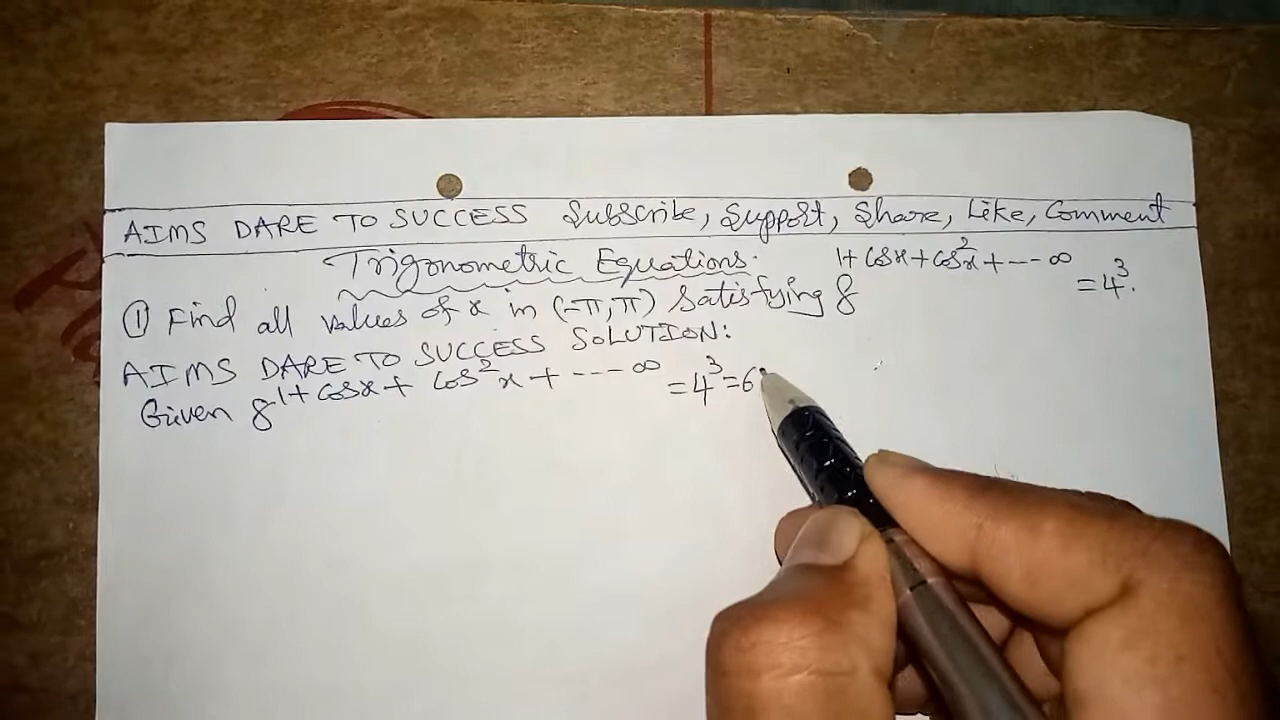 AIMS DARE TO SUCCESS Subscribe, Support, Share, Like, Comment
Trigonometric Equations.
① Find all values of x in (-π, π) satisfying 8^{1+cosx+cos²x+---∞} = 4³.
AIMS DARE TO SUCCESS SOLUTION:
Given 8^{1+cosx+cos²x+---∞} = 4³ = 6